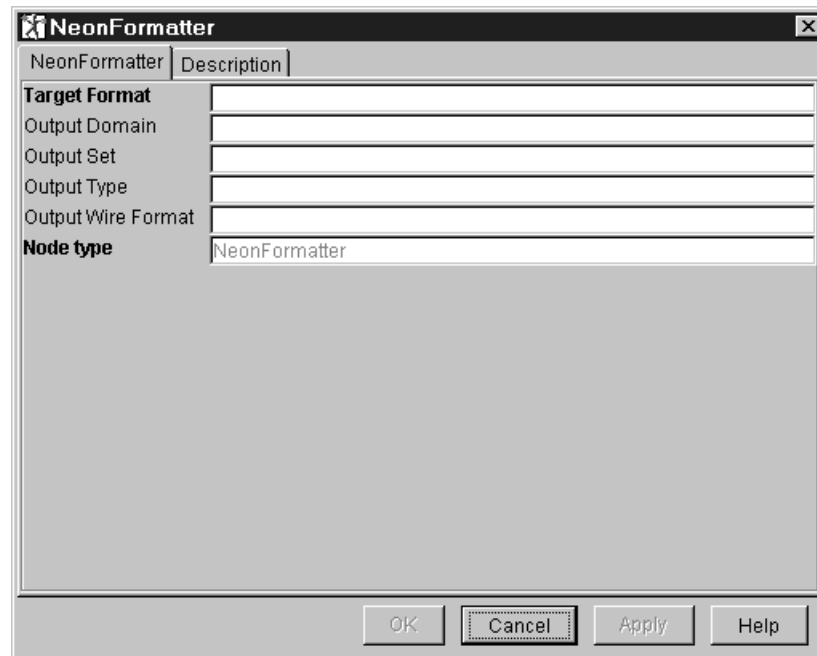 NeonFormatter
NeonFormatter Description
Target Format
Output Domain
Output Set
Output Type
Output Wire Format
Node type NeonFormatter
OK Cancel Apply Help